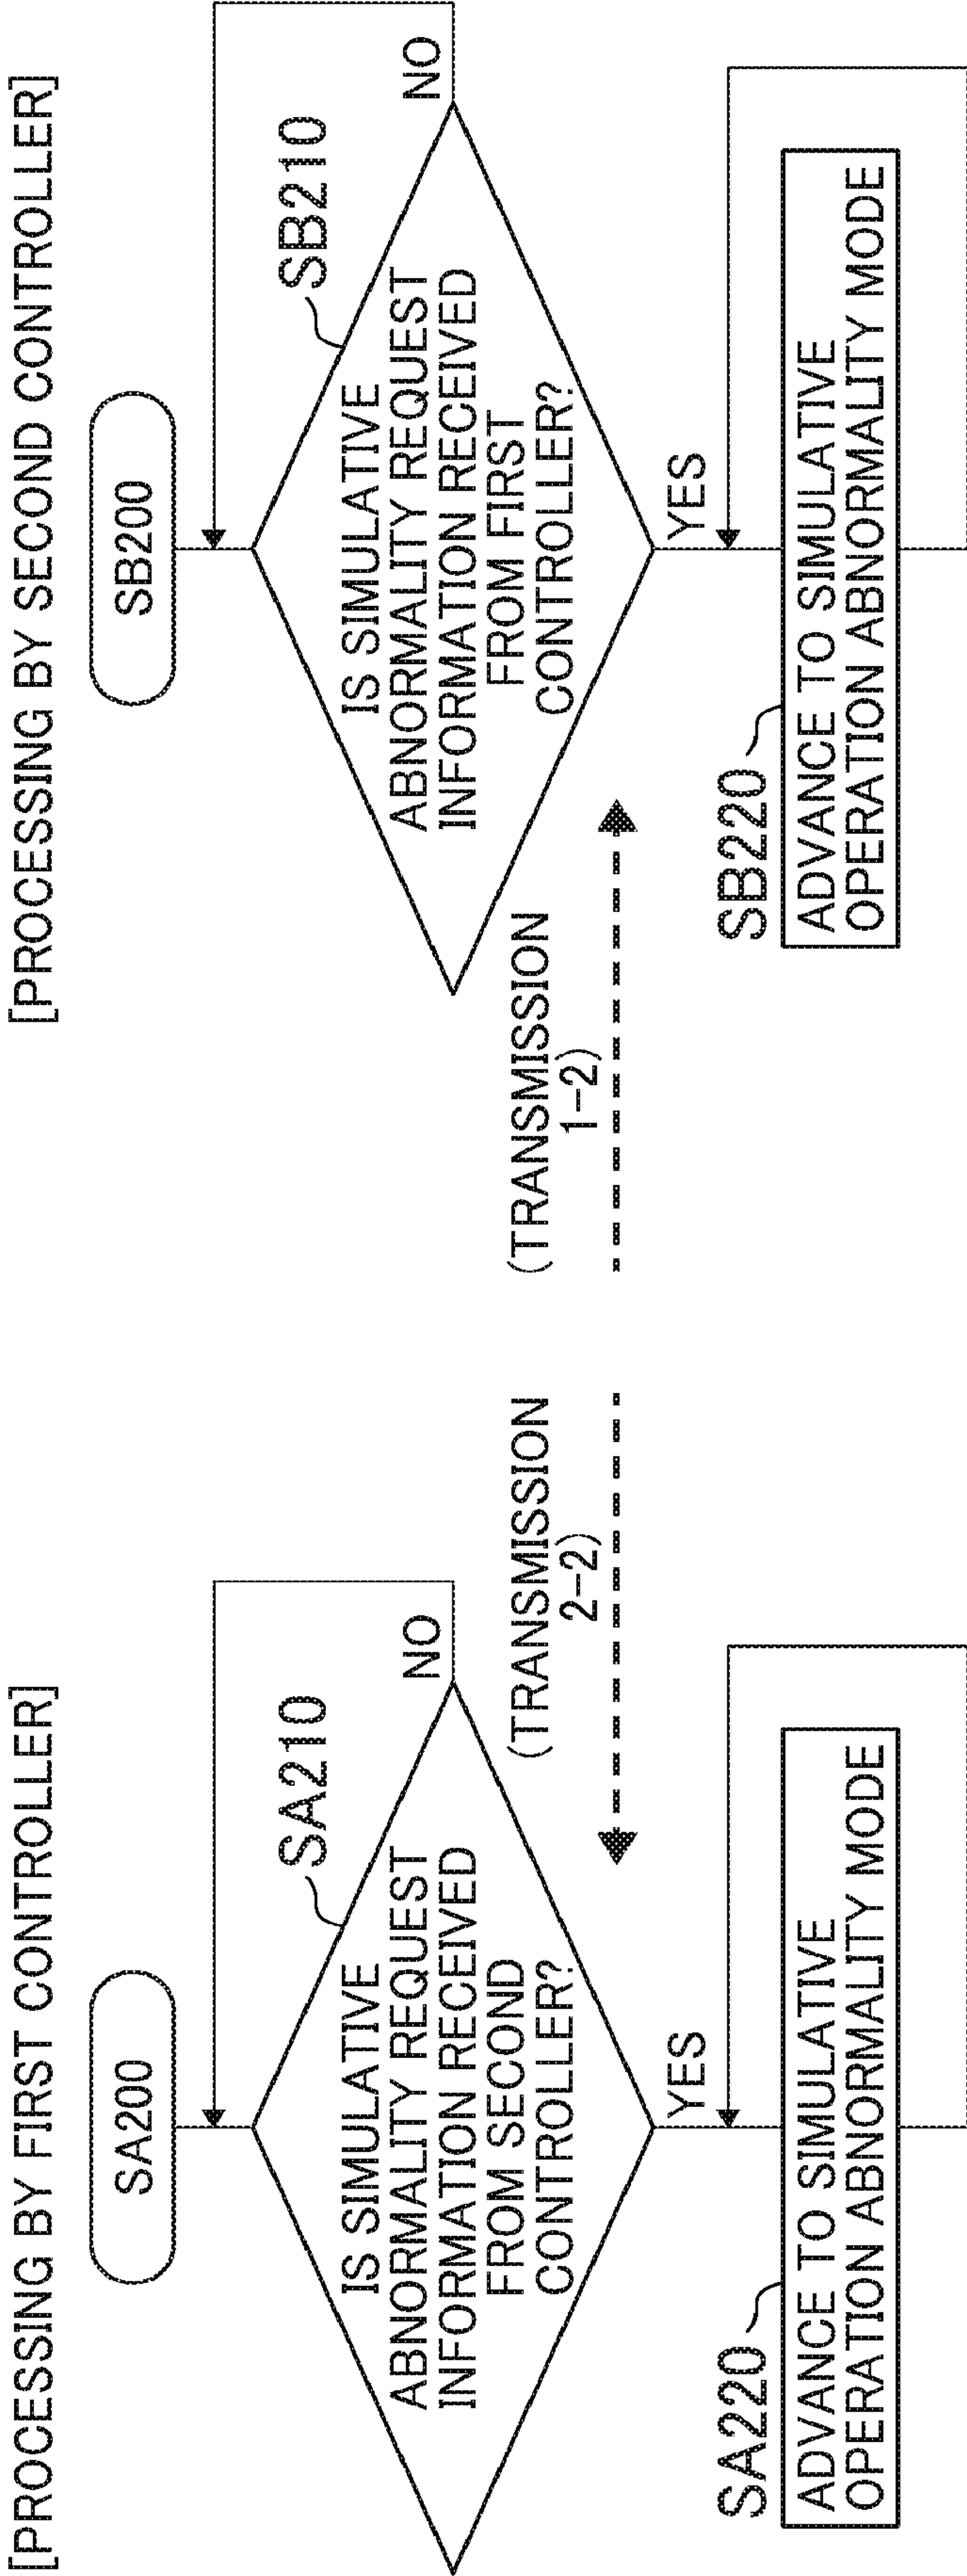 [PROCESSING BY FIRST CONTROLLER]
SA200
SA210
IS SIMULATIVE
ABNORMALITY REQUEST
INFORMATION RECEIVED
FROM SECOND
CONTROLLER?
NO
YES
(TRANSMISSION
2-2)
SA220
ADVANCE TO SIMULATIVE
OPERATION ABNORMALITY MODE
[PROCESSING BY SECOND CONTROLLER]
SB200
SB210
IS SIMULATIVE
ABNORMALITY REQUEST
INFORMATION RECEIVED
FROM FIRST
CONTROLLER?
NO
YES
(TRANSMISSION
1-2)
SB220
ADVANCE TO SIMULATIVE
OPERATION ABNORMALITY MODE